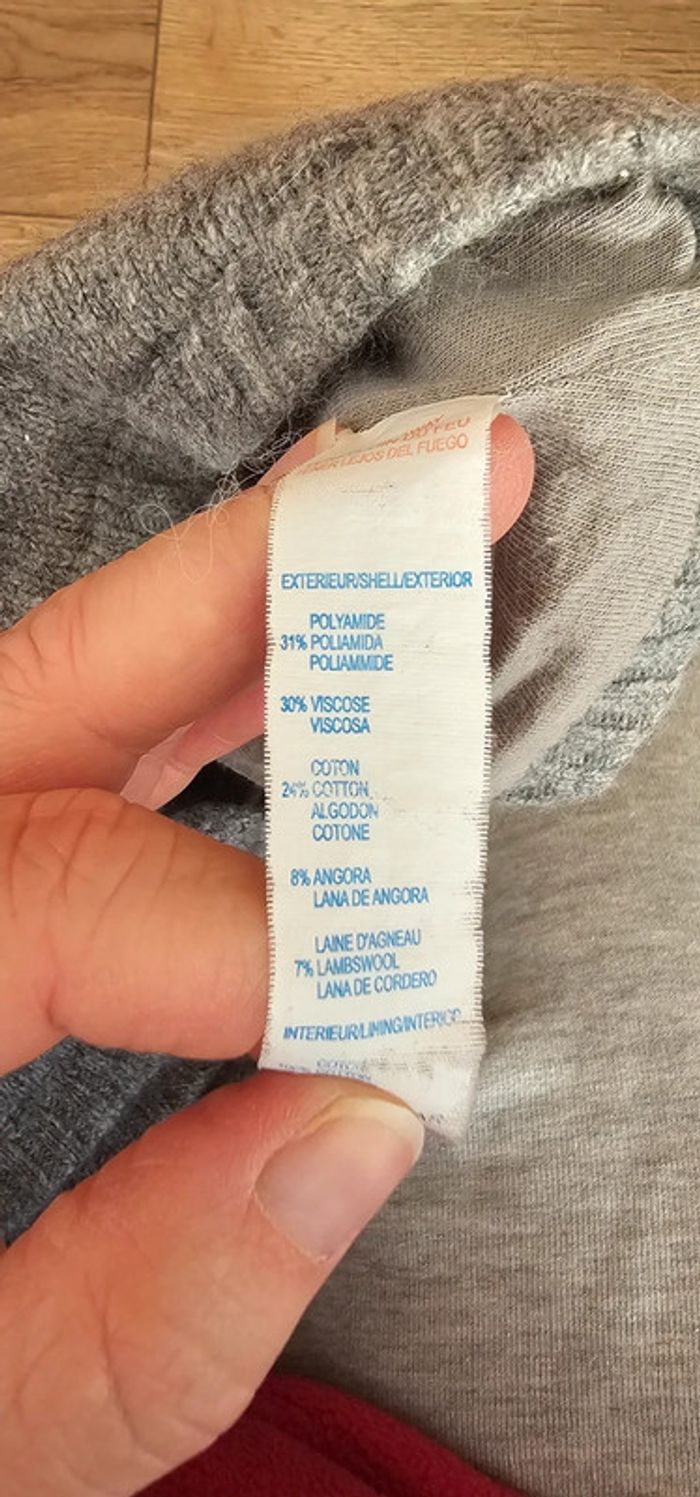 LEJOS DEL FUEGO
EXTERIEUR/SHELL/EXTERIOR
POLYAMIDE
31% POLIAMIDA
POLIAMMIDE
30% VISCOSE
VISCOSA
COTON
24% COTTON
ALGODON
COTONE
8% ANGORA
LANA DE ANGORA
LAINE D'AGNEAU
7% LAMBSWOOL
LANA DE CORDERO
INTERIEUR/LINING/INTERIOR